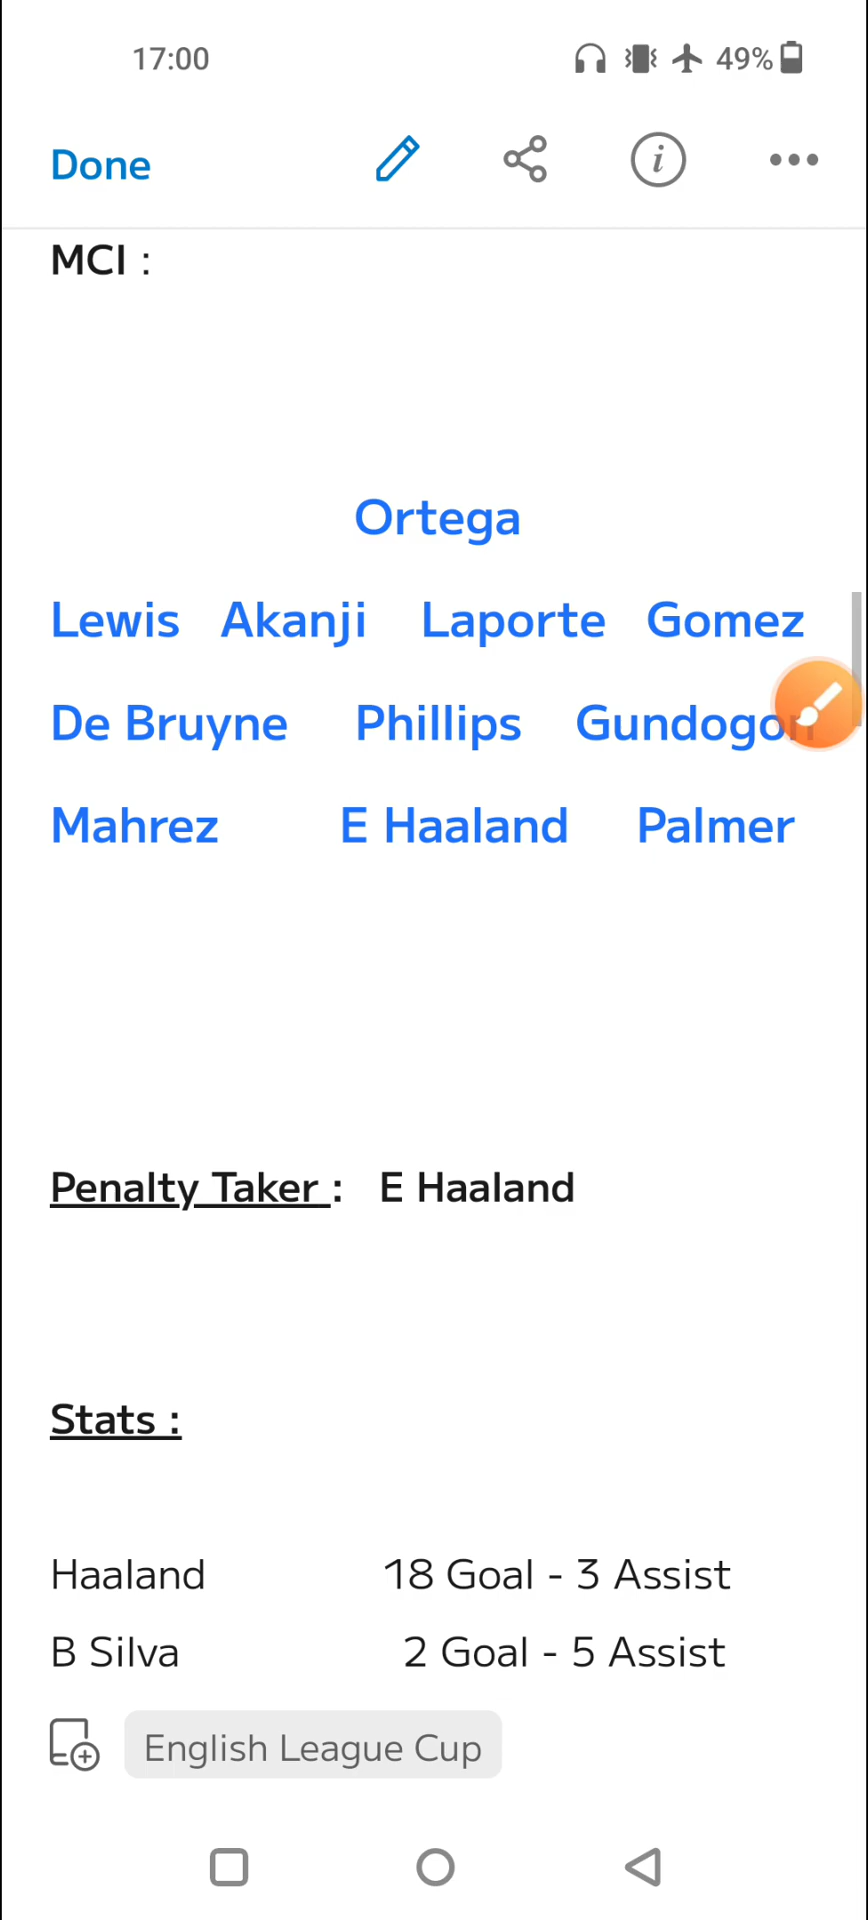 17:00 49%
Done
MCI :
Ortega
Lewis Akanji Laporte Gomez
De Bruyne Phillips Gundogon
Mahrez E Haaland Palmer
Penalty Taker : E Haaland
Stats :
Haaland 18 Goal - 3 Assist
B Silva 2 Goal - 5 Assist
English League Cup